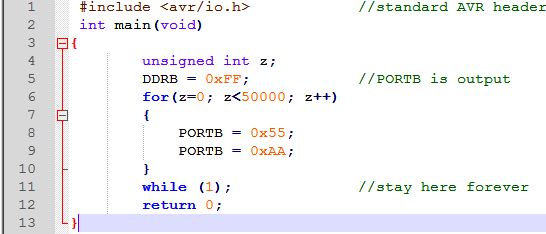 1 #include <avr/io.h> //standard AVR header
2 int main(void)
3 {
4 unsigned int z;
5 DDRB = 0xFF; //PORTB is output
6 for(z=0; z<50000; z++)
7 {
8 PORTB = 0x55;
9 PORTB = 0xAA;
10 }
11 while (1); //stay here forever
12 return 0;
13 }